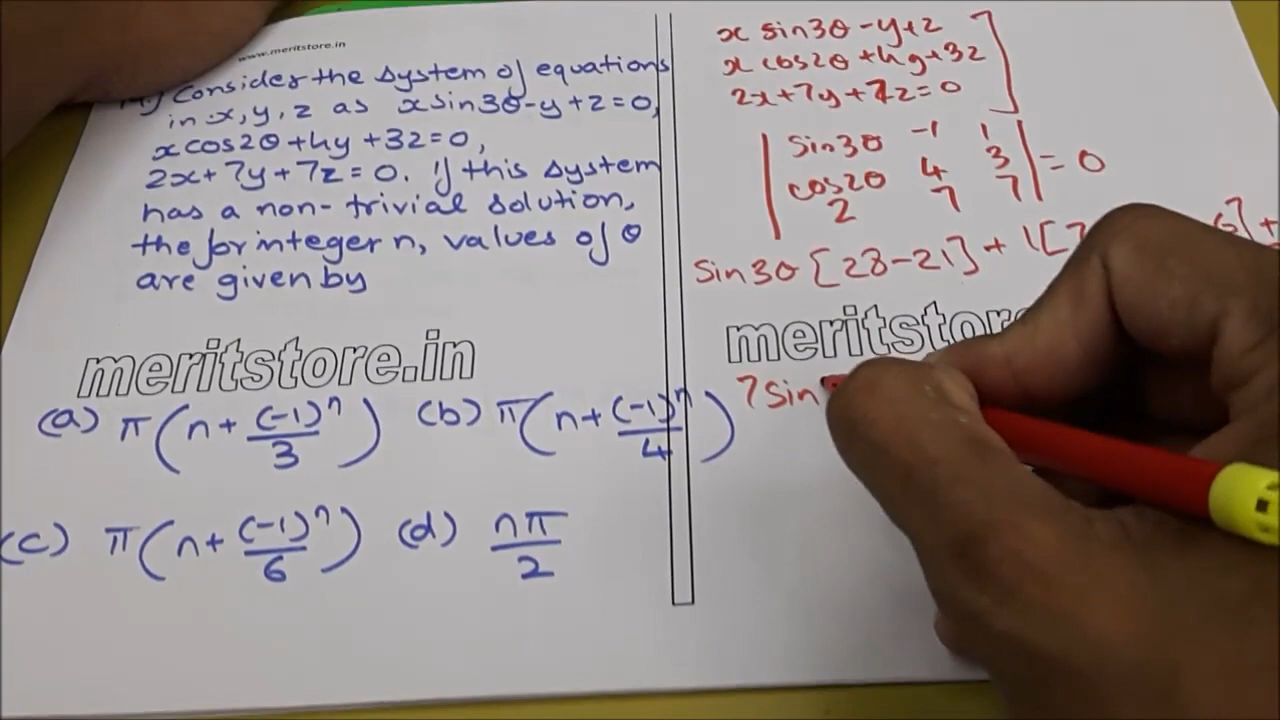 www.meritstore.in
Consider the system of equations
in x, y, z as x sin3θ - y + z = 0,
x cos2θ + 4y + 3z = 0,
2x + 7y + 7z = 0. If this system
has a non-trivial solution,
the for integer n, values of θ
are given by
meritstore.in
(a) π(n + (-1)ⁿ/3) (b) π(n + (-1)ⁿ/4)
(c) π(n + (-1)ⁿ/6) (d) nπ/2
x sin3θ - y + z
x cos2θ + 4y + 3z
2x + 7y + 7z = 0
| sin3θ -1 1 |
| cos2θ 4 3 | = 0
| 2 7 7 |
sin3θ [28 - 21] + 1[7 6] +
meritstore
7 sin